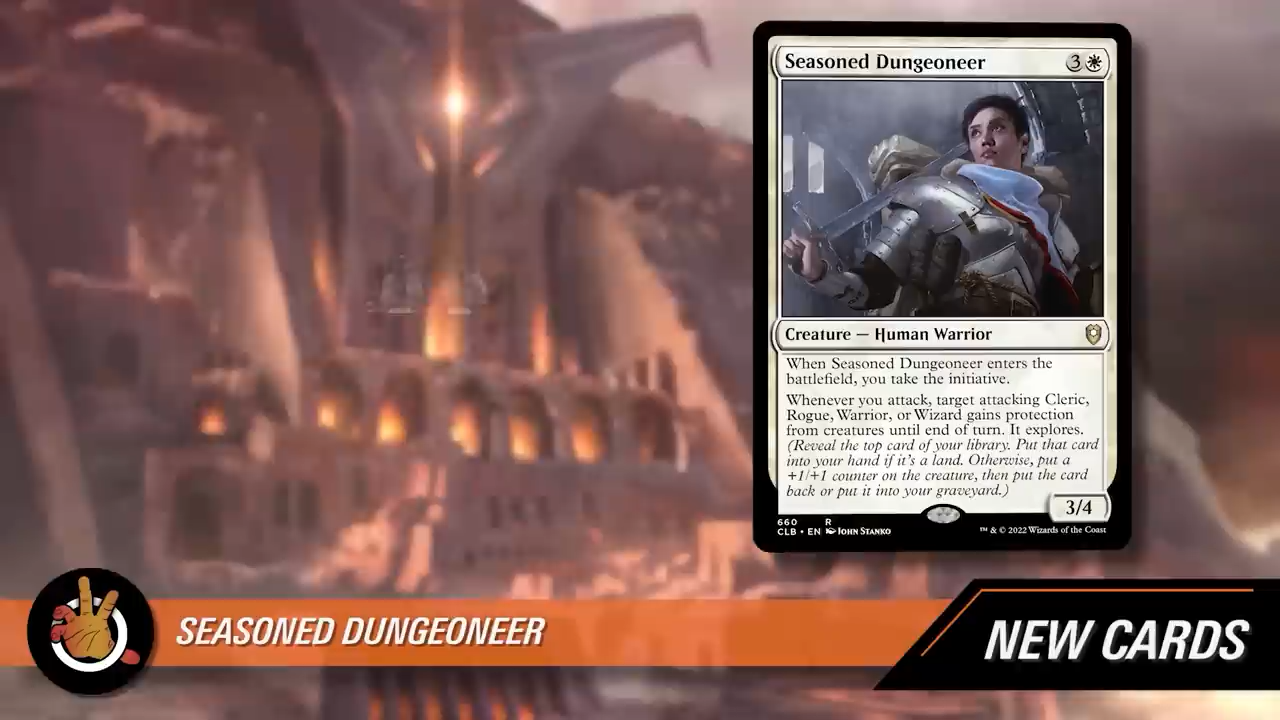 Seasoned Dungeoneer
3
Creature — Human Warrior
When Seasoned Dungeoneer enters the
battlefield, you take the initiative.
Whenever you attack, target attacking Cleric,
Rogue, Warrior, or Wizard gains protection
from creatures until end of turn. It explores.
(Reveal the top card of your library. Put that card
into your hand if it's a land. Otherwise, put a
+1/+1 counter on the creature, then put the card
back or put it into your graveyard.)
3/4
660 R
CLB • EN John Stanko
™ & © 2022 Wizards of the Coast
SEASONED DUNGEONEER
NEW CARDS